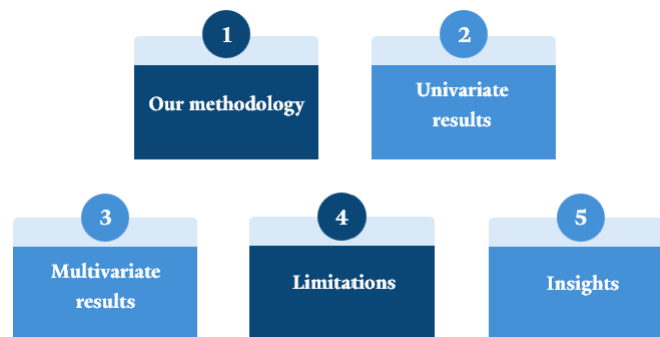 1
Our methodology
2
Univariate
results
3
Multivariate
results
4
Limitations
5
Insights